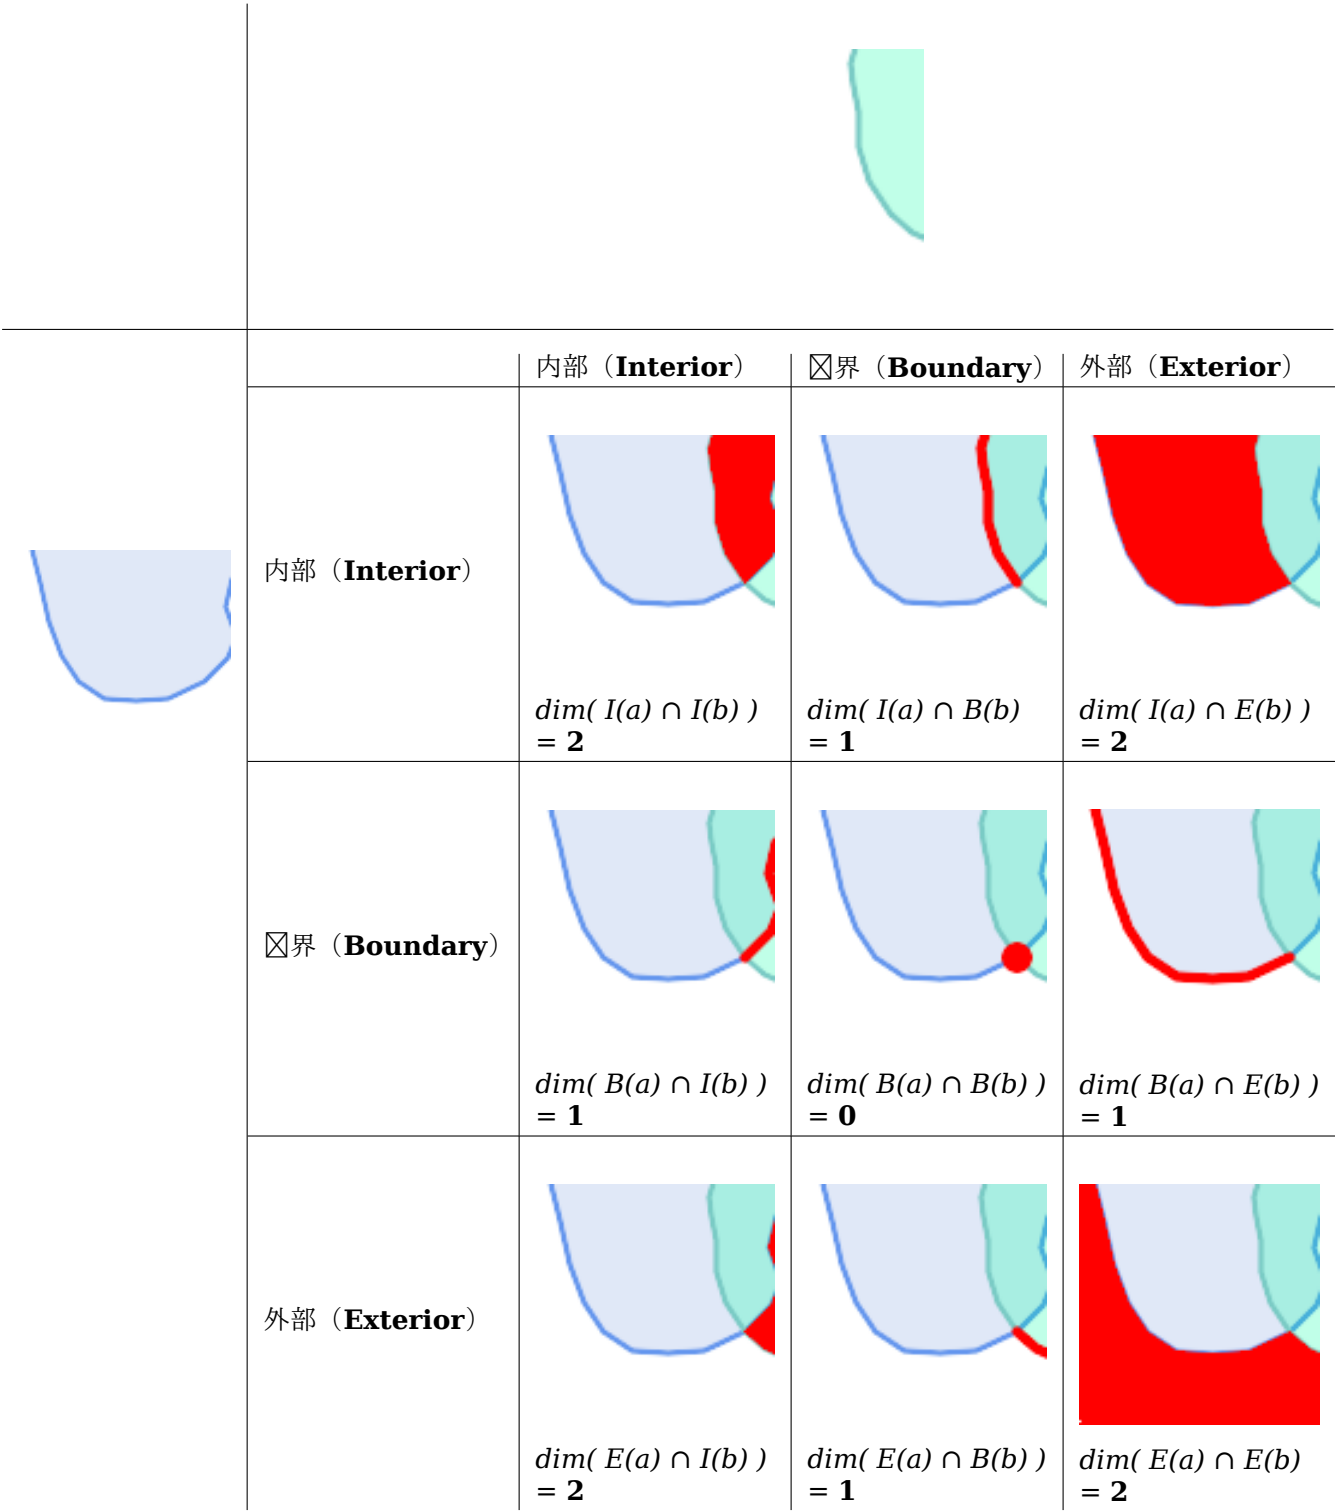 内部（Interior）
界（Boundary）
外部（Exterior）
内部（Interior）
dim( I(a) ∩ I(b) )
= 2
dim( I(a) ∩ B(b)
= 1
dim( I(a) ∩ E(b) )
= 2
界（Boundary）
dim( B(a) ∩ I(b) )
= 1
dim( B(a) ∩ B(b) )
= 0
dim( B(a) ∩ E(b) )
= 1
外部（Exterior）
dim( E(a) ∩ I(b) )
= 2
dim( E(a) ∩ B(b) )
= 1
dim( E(a) ∩ E(b)
= 2